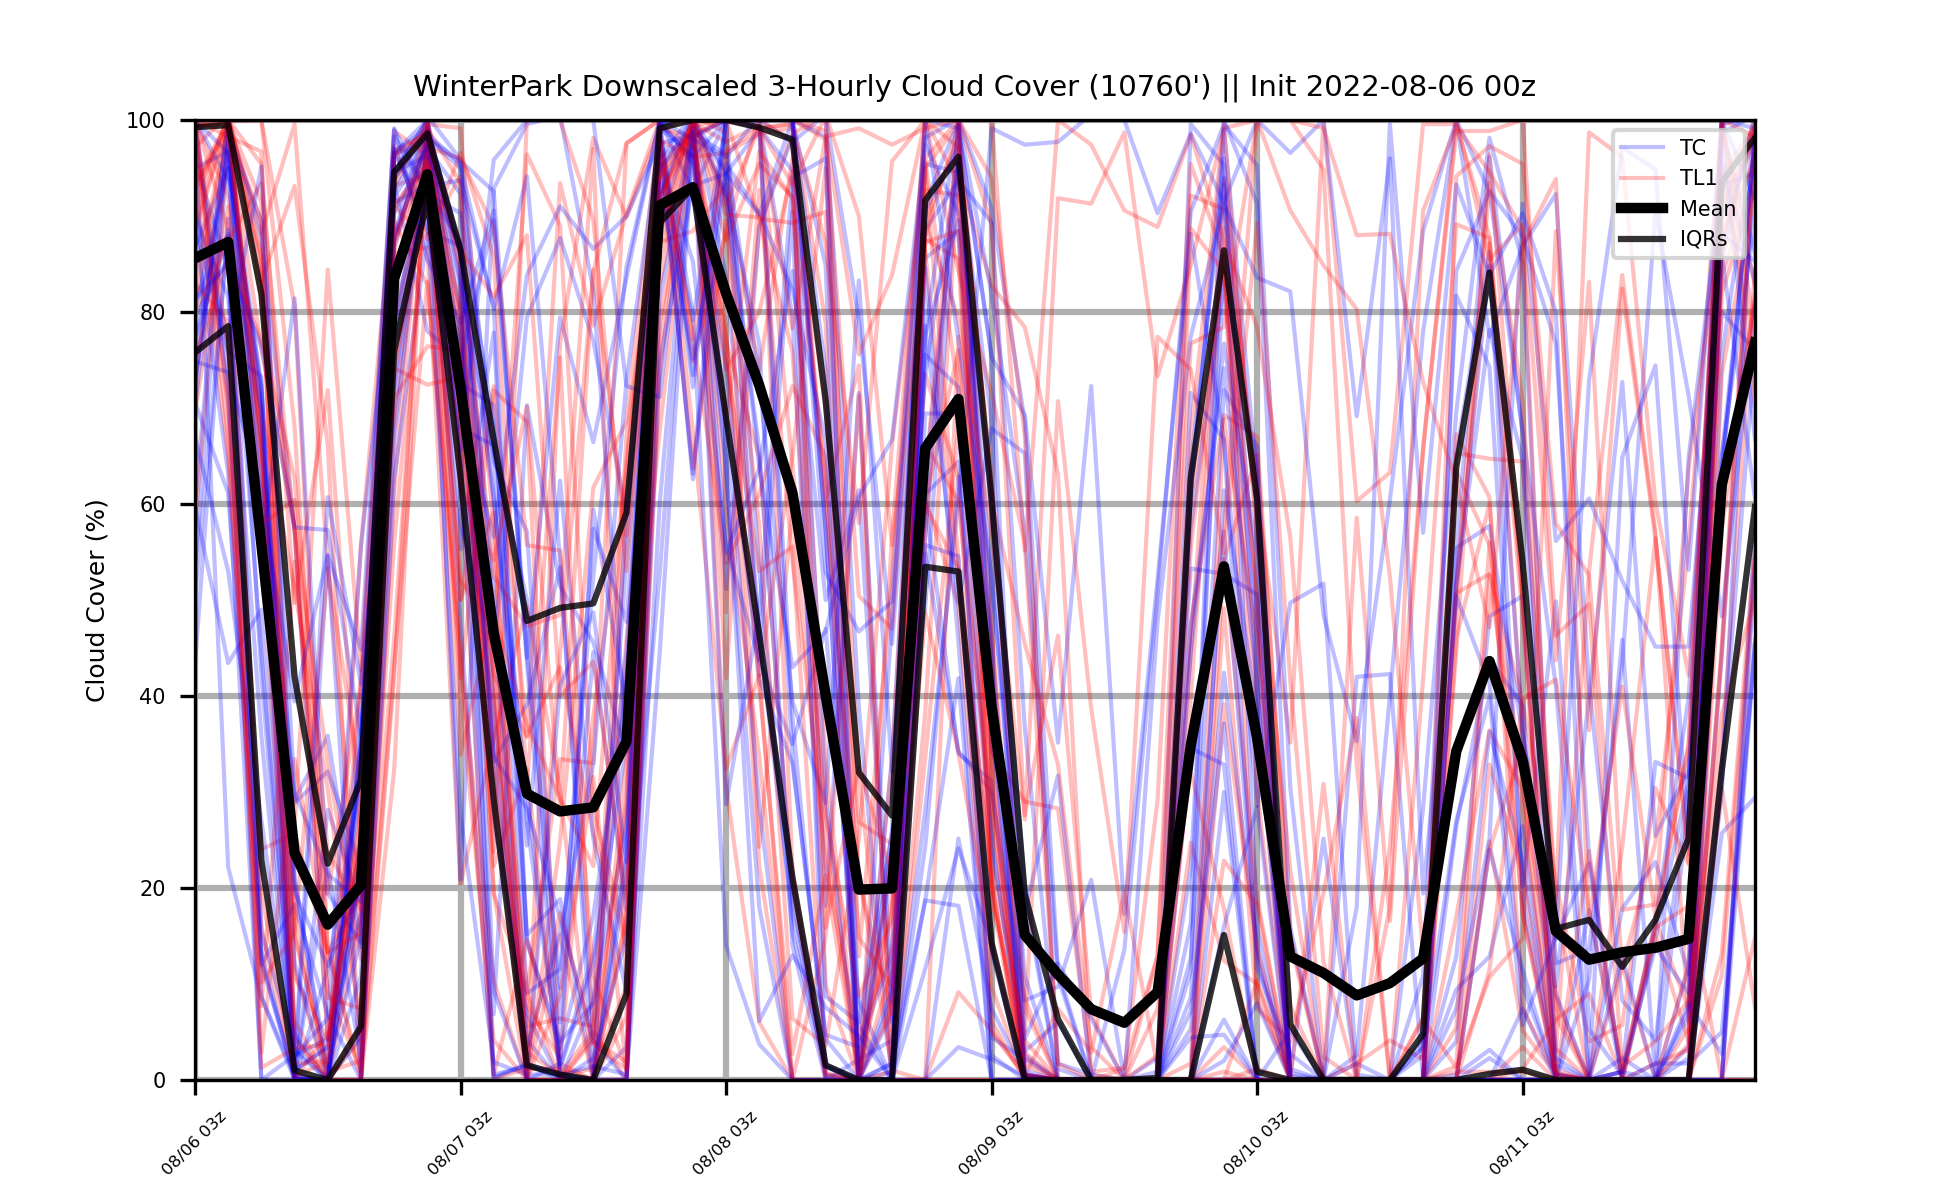 WinterPark Downscaled 3-Hourly Cloud Cover (10760') || Init 2022-08-06 00z
Cloud Cover (%)
100
80
60
40
20
0
TC
TL1
Mean
IQRs
08/06 03z
08/07 03z
08/08 03z
08/09 03z
08/10 03z
08/11 03z